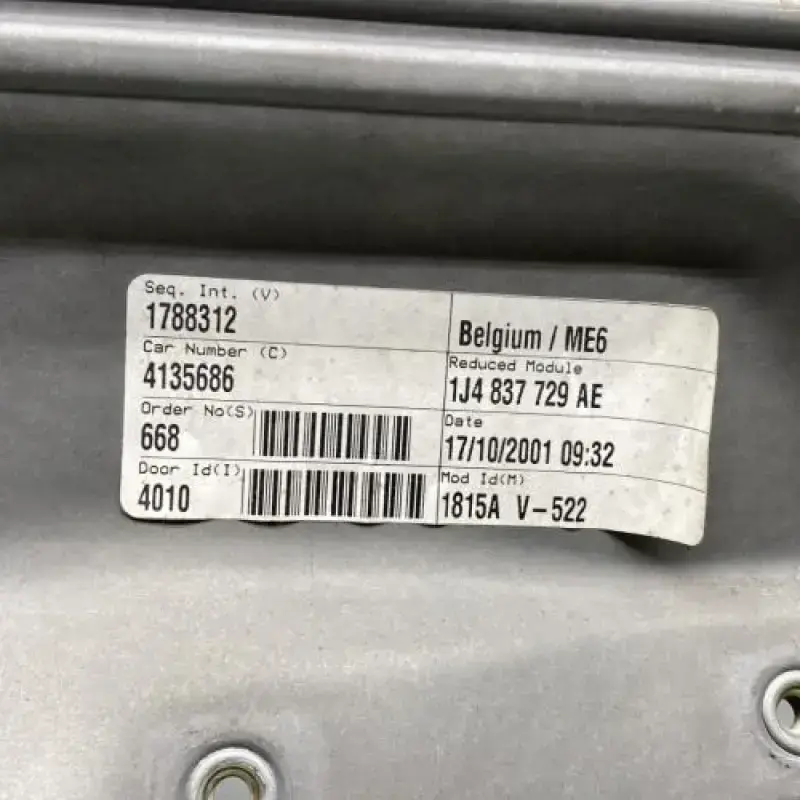 Seq. Int. (V)
1788312
Car Number (C)
4135686
Order No(S)
668
Door Id(I)
4010
Belgium / ME6
Reduced Module
1J4 837 729 AE
Date
17/10/2001 09:32
Mod Id(M)
1815A V-522